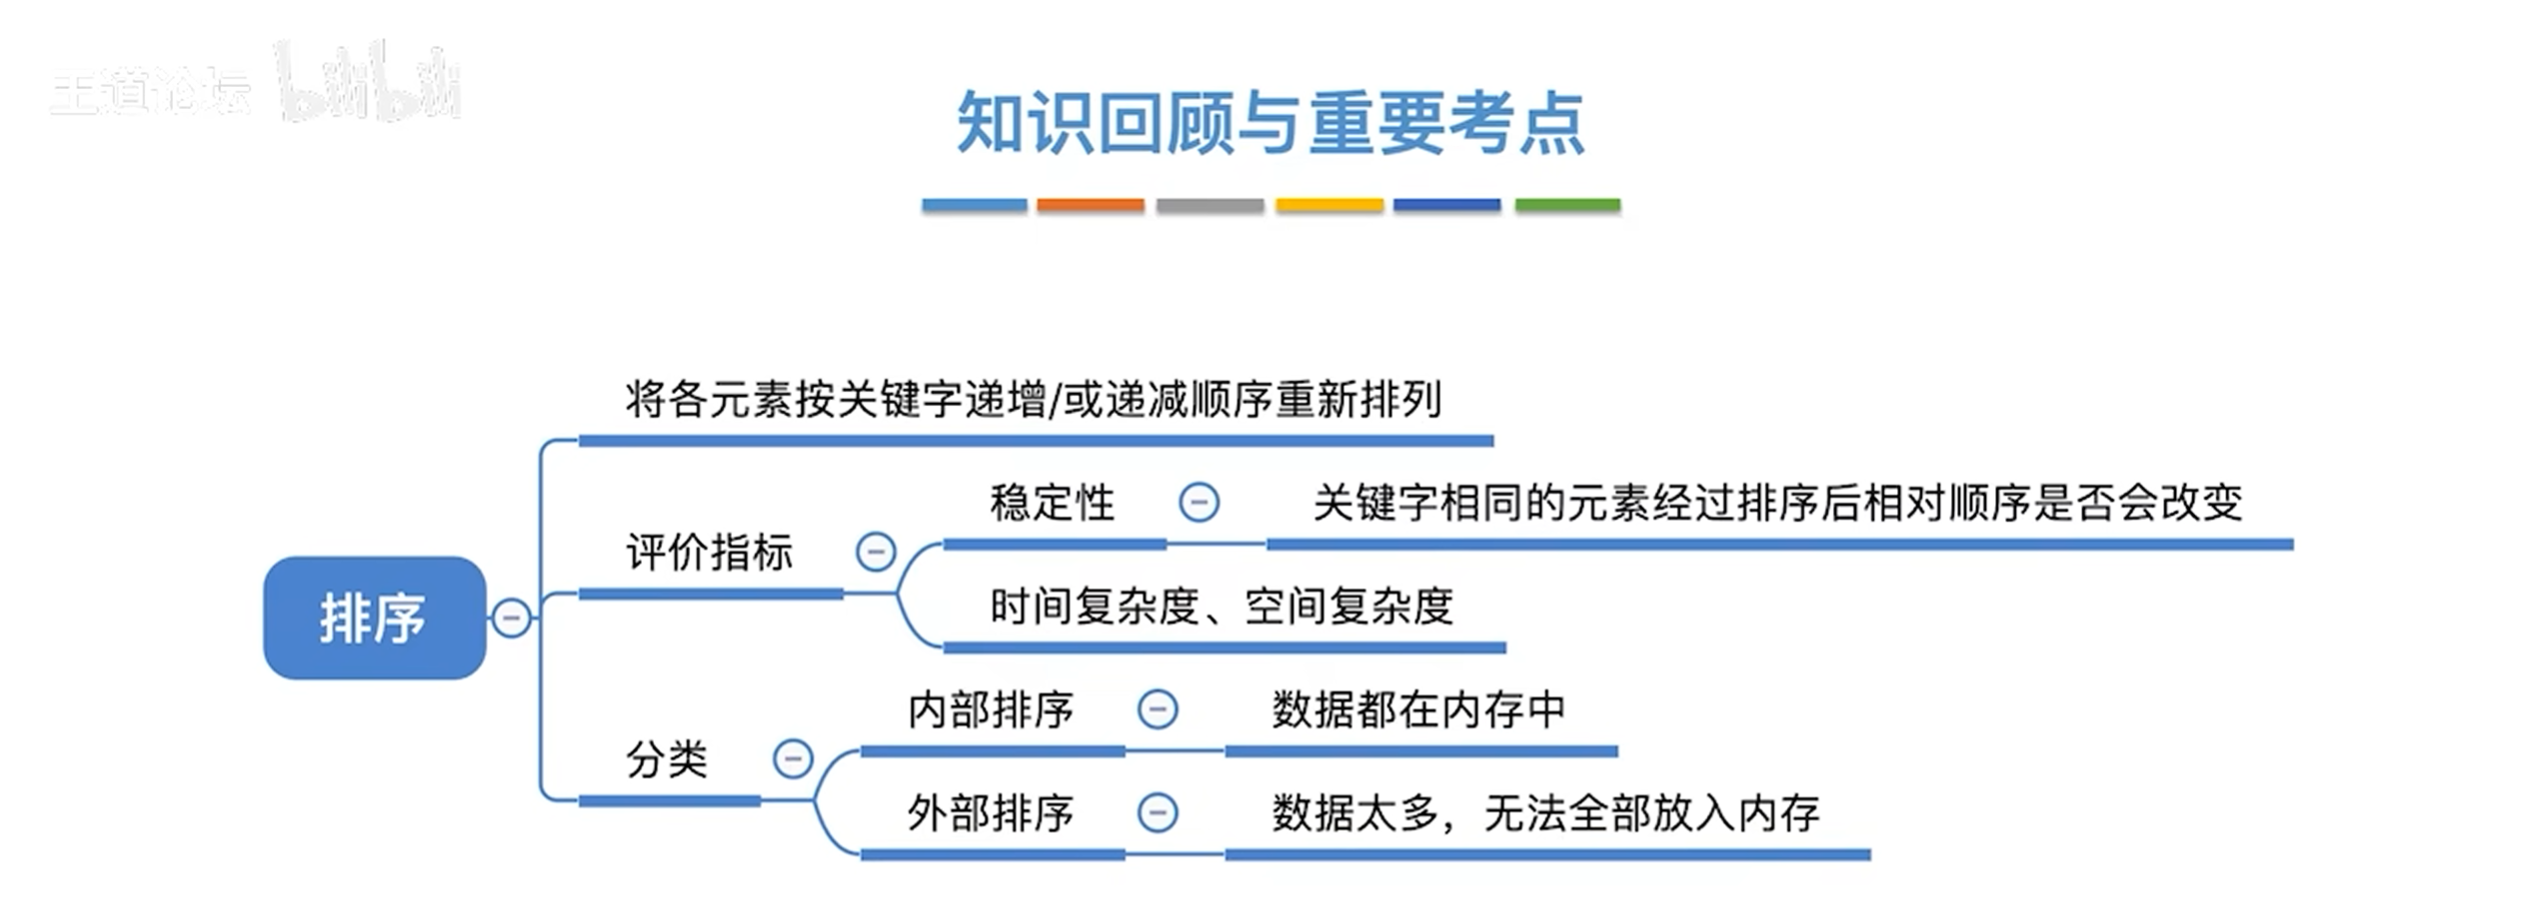 王道论坛 bilibili
知识回顾与重要考点
将各元素按关键字递增/或递减顺序重新排列
稳定性 关键字相同的元素经过排序后相对顺序是否会改变
评价指标
时间复杂度、空间复杂度
排序
内部排序 数据都在内存中
分类
外部排序 数据太多，无法全部放入内存